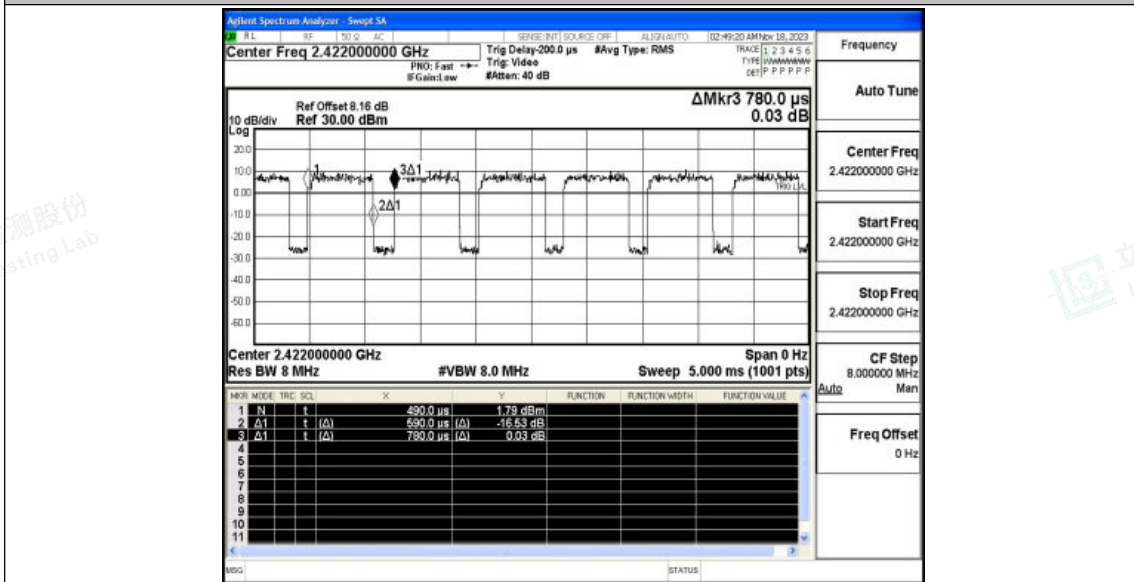 Agilent Spectrum Analyzer - Swept SA
RL RF 50 Ω AC SENSE:INT SOURCE OFF ALIGN AUTO 02:49:20 AM Nov 18, 2023
Center Freq 2.422000000 GHz
PNO: Fast
IFGain:Low
Trig Delay-200.0 µs
Trig: Video
#Atten: 40 dB
#Avg Type: RMS
TRACE 1 2 3 4 5 6
TYPE
DET P P P P P P
Frequency
Auto Tune
ΔMkr3 780.0 µs
0.03 dB
Ref Offset 8.16 dB
10 dB/div Ref 30.00 dBm
Log
20.0
10.0
0.00
-10.0
-20.0
-30.0
-40.0
-50.0
-60.0
1
3Δ1
2Δ1
TRIG LVL
Center Freq
2.422000000 GHz
Start Freq
2.422000000 GHz
Stop Freq
2.422000000 GHz
Center 2.422000000 GHz Span 0 Hz
Res BW 8 MHz #VBW 8.0 MHz Sweep 5.000 ms (1001 pts)
CF Step
8.000000 MHz
Auto Man
MKR MODE TRC SCL X Y FUNCTION FUNCTION WIDTH FUNCTION VALUE
1 N t 490.0 µs 1.79 dBm
2 Δ1 t (Δ) 590.0 µs (Δ) -16.53 dB
3 Δ1 t (Δ) 780.0 µs (Δ) 0.03 dB
4
5
6
7
8
9
10
11
Freq Offset
0 Hz
MSG STATUS
测股份
sting Lab
立